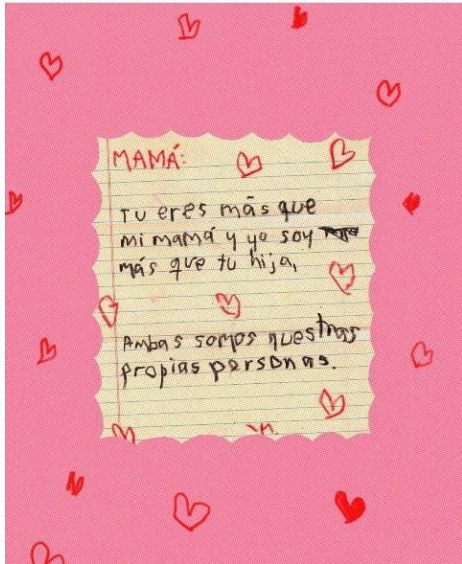 MAMÁ:
Tu eres más que
mi mamá y yo soy
más que tu hija,
Ambas somos nuestras
propias personas.